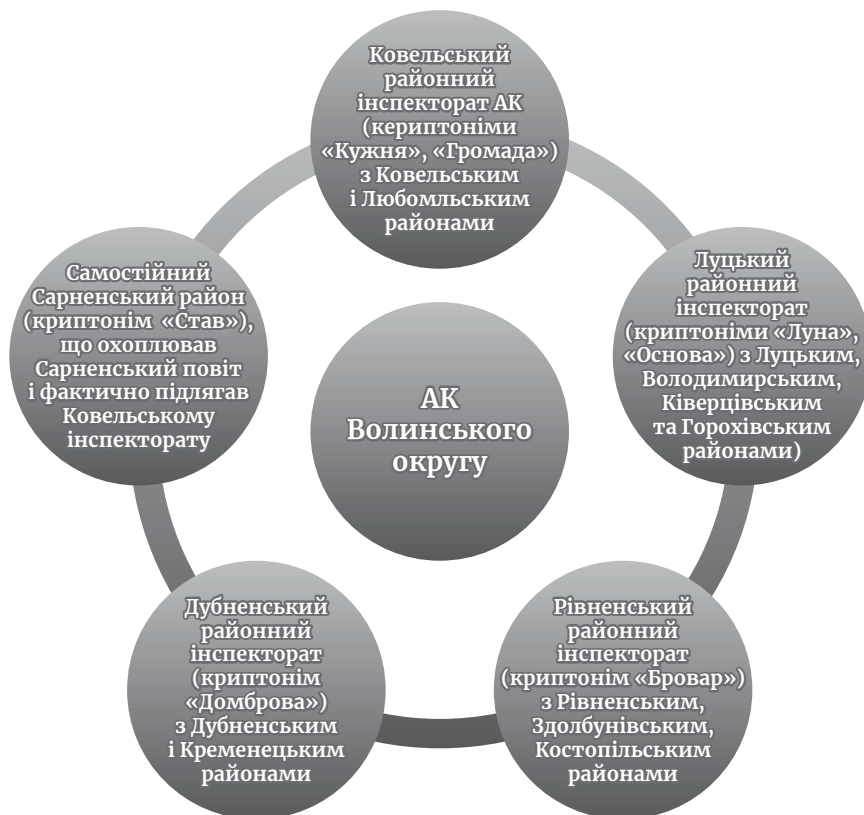 Ковельський
районний
інспекторат АК
(кериптоніми
«Кужня», «Громада»)
з Ковельським
і Любомльським
районами
Луцький
районний
інспекторат
(криптоніми «Луна»,
«Основа») з Луцьким,
Володимирським,
Ківерцівським
та Горохівським
районами)
Рівненський
районний
інспекторат
(криптонім «Бровар»)
з Рівненським,
Здолбунівським,
Костопільським
районами
Дубненський
районний
інспекторат
(криптонім
«Домброва»)
з Дубненським
і Кременецьким
районами
Самостійний
Сарненський район
(криптонім «Став»),
що охоплював
Сарненський повіт
і фактично підлягав
Ковельському
інспекторату
АК
Волинського
округу